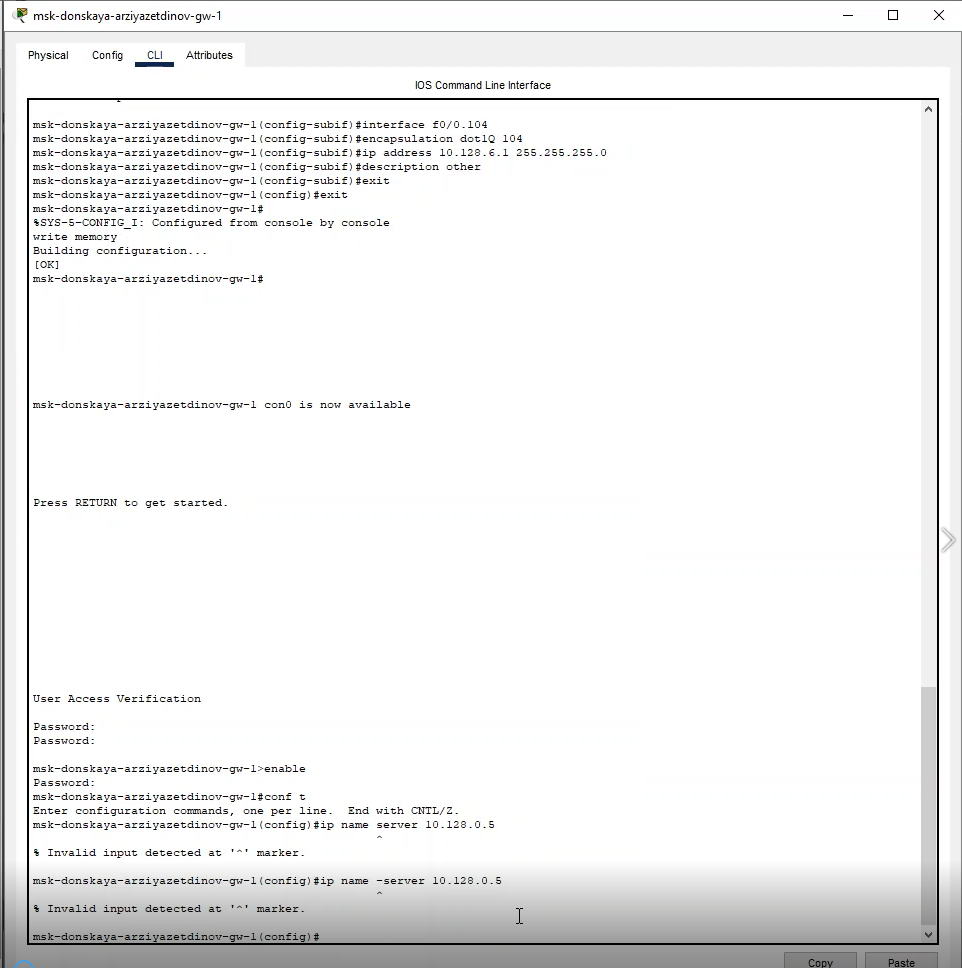 msk-donskaya-arziyazetdinov-gw-1
Physical Config CLI Attributes
IOS Command Line Interface
msk-donskaya-arziyazetdinov-gw-1(config-subif)#interface f0/0.104
msk-donskaya-arziyazetdinov-gw-1(config-subif)#encapsulation dot1Q 104
msk-donskaya-arziyazetdinov-gw-1(config-subif)#ip address 10.128.6.1 255.255.255.0
msk-donskaya-arziyazetdinov-gw-1(config-subif)#description other
msk-donskaya-arziyazetdinov-gw-1(config-subif)#exit
msk-donskaya-arziyazetdinov-gw-1(config)#exit
msk-donskaya-arziyazetdinov-gw-1#
%SYS-5-CONFIG_I: Configured from console by console
write memory
Building configuration...
[OK]
msk-donskaya-arziyazetdinov-gw-1#
msk-donskaya-arziyazetdinov-gw-1 con0 is now available
Press RETURN to get started.
User Access Verification
Password:
Password:
msk-donskaya-arziyazetdinov-gw-1>enable
Password:
msk-donskaya-arziyazetdinov-gw-1#conf t
Enter configuration commands, one per line.  End with CNTL/Z.
msk-donskaya-arziyazetdinov-gw-1(config)#ip name server 10.128.0.5
^
% Invalid input detected at '^' marker.
msk-donskaya-arziyazetdinov-gw-1(config)#ip name -server 10.128.0.5
^
% Invalid input detected at '^' marker.
msk-donskaya-arziyazetdinov-gw-1(config)#
Copy Paste